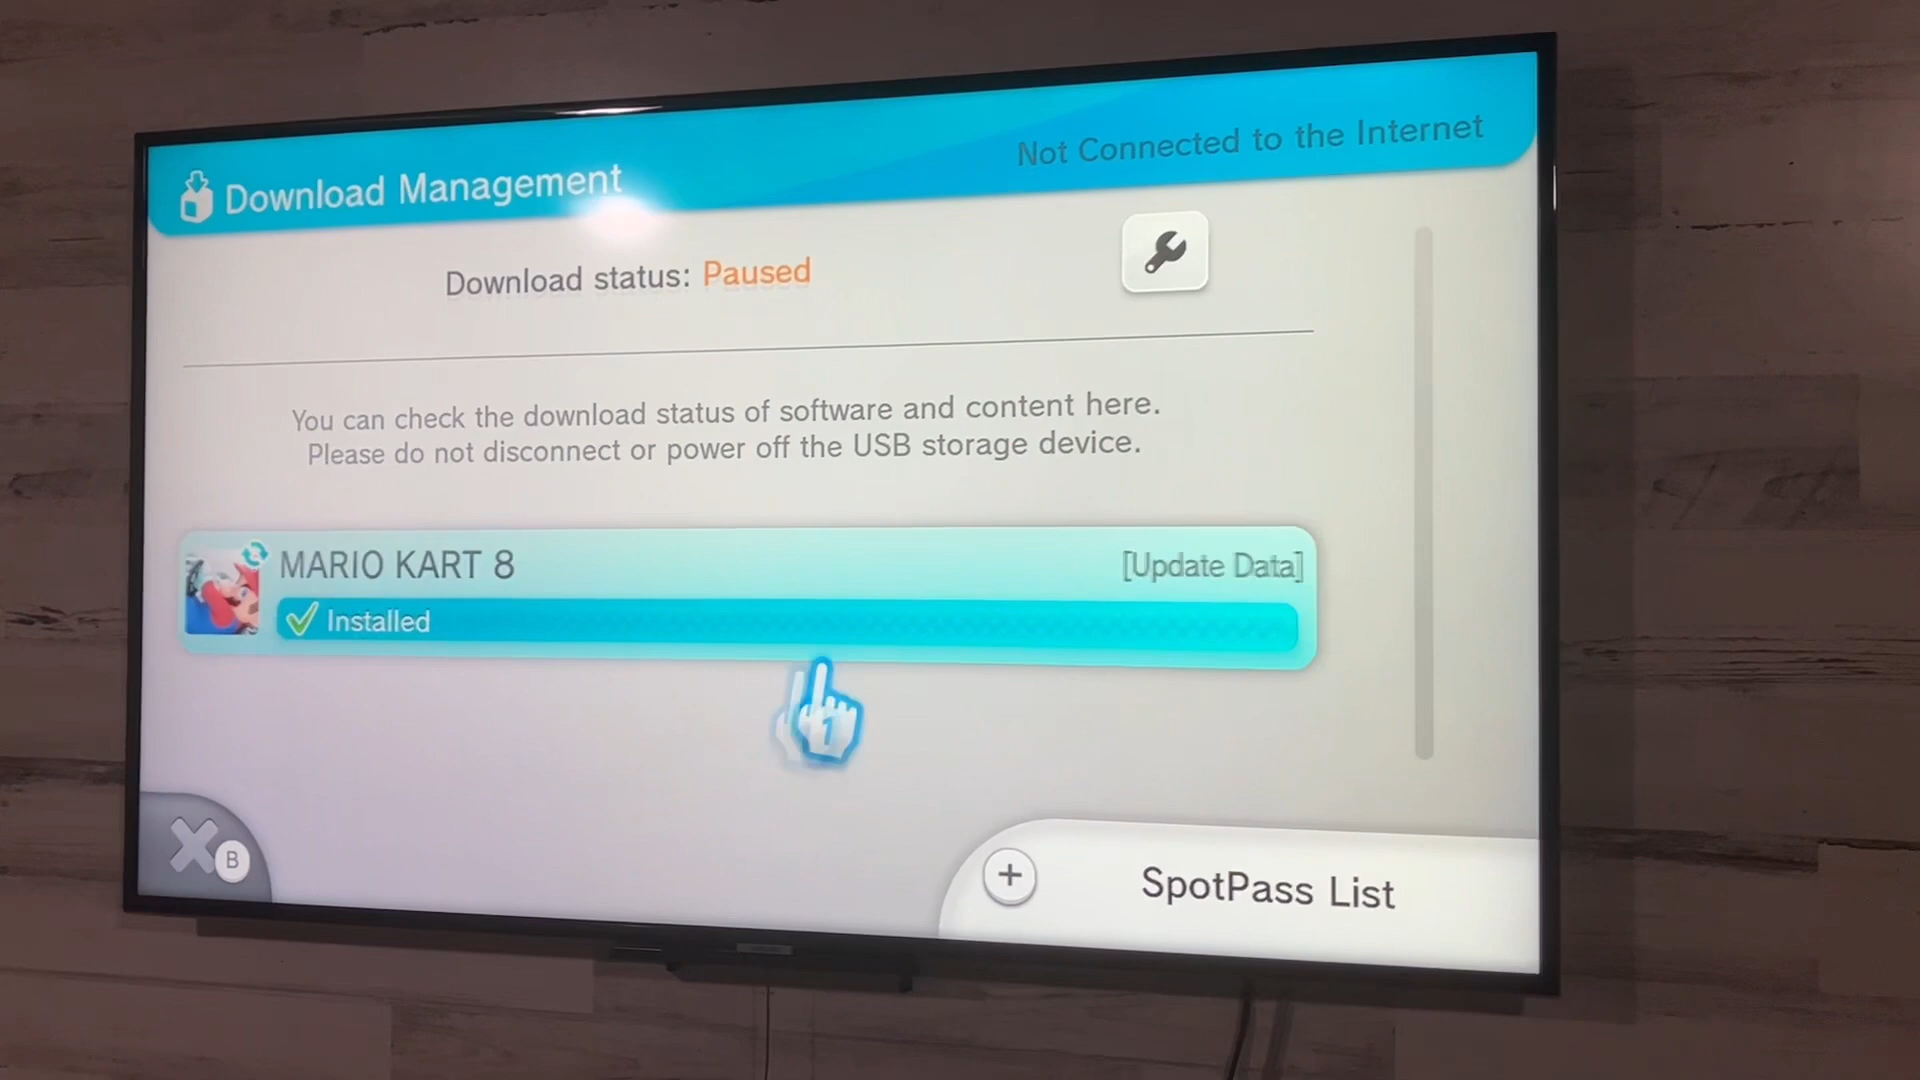 Download Management
Not Connected to the Internet
Download status: Paused
You can check the download status of software and content here.
Please do not disconnect or power off the USB storage device.
MARIO KART 8
[Update Data]
Installed
1
B
+
SpotPass List